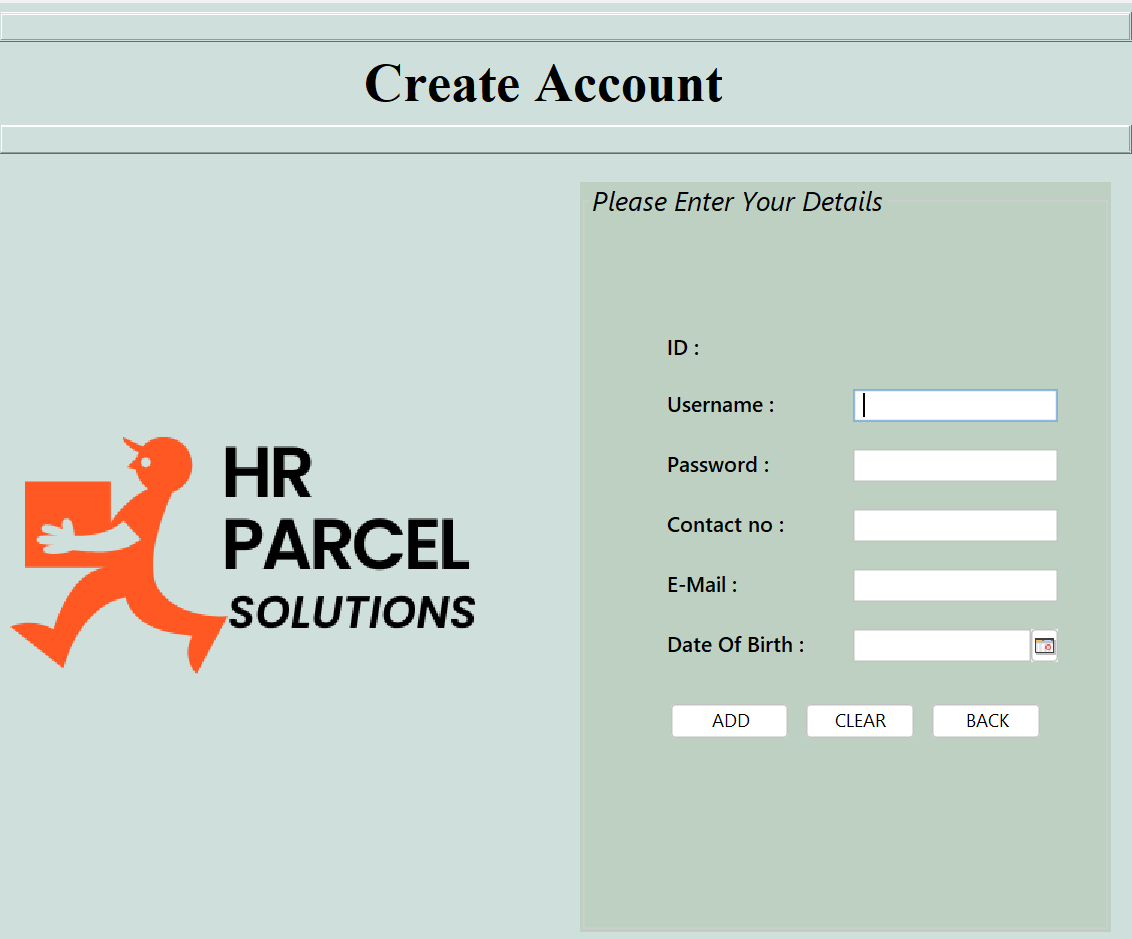 Create Account
HR
PARCEL
SOLUTIONS
Please Enter Your Details
ID :
Username :
Password :
Contact no :
E-Mail :
Date Of Birth :
ADD CLEAR BACK